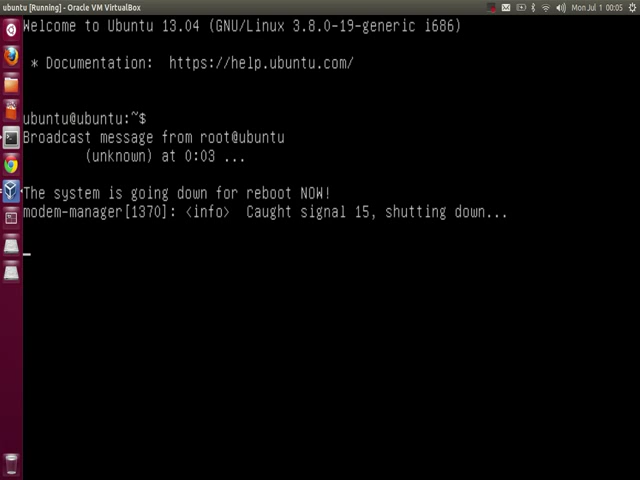 ubuntu [Running] - Oracle VM VirtualBox
Mon Jul 1 00:05
Welcome to Ubuntu 13.04 (GNU/Linux 3.8.0-19-generic i686)
* Documentation:  https://help.ubuntu.com/
ubuntu@ubuntu:~$
Broadcast message from root@ubuntu
(unknown) at 0:03 ...
The system is going down for reboot NOW!
modem-manager[1370]: <info>  Caught signal 15, shutting down...